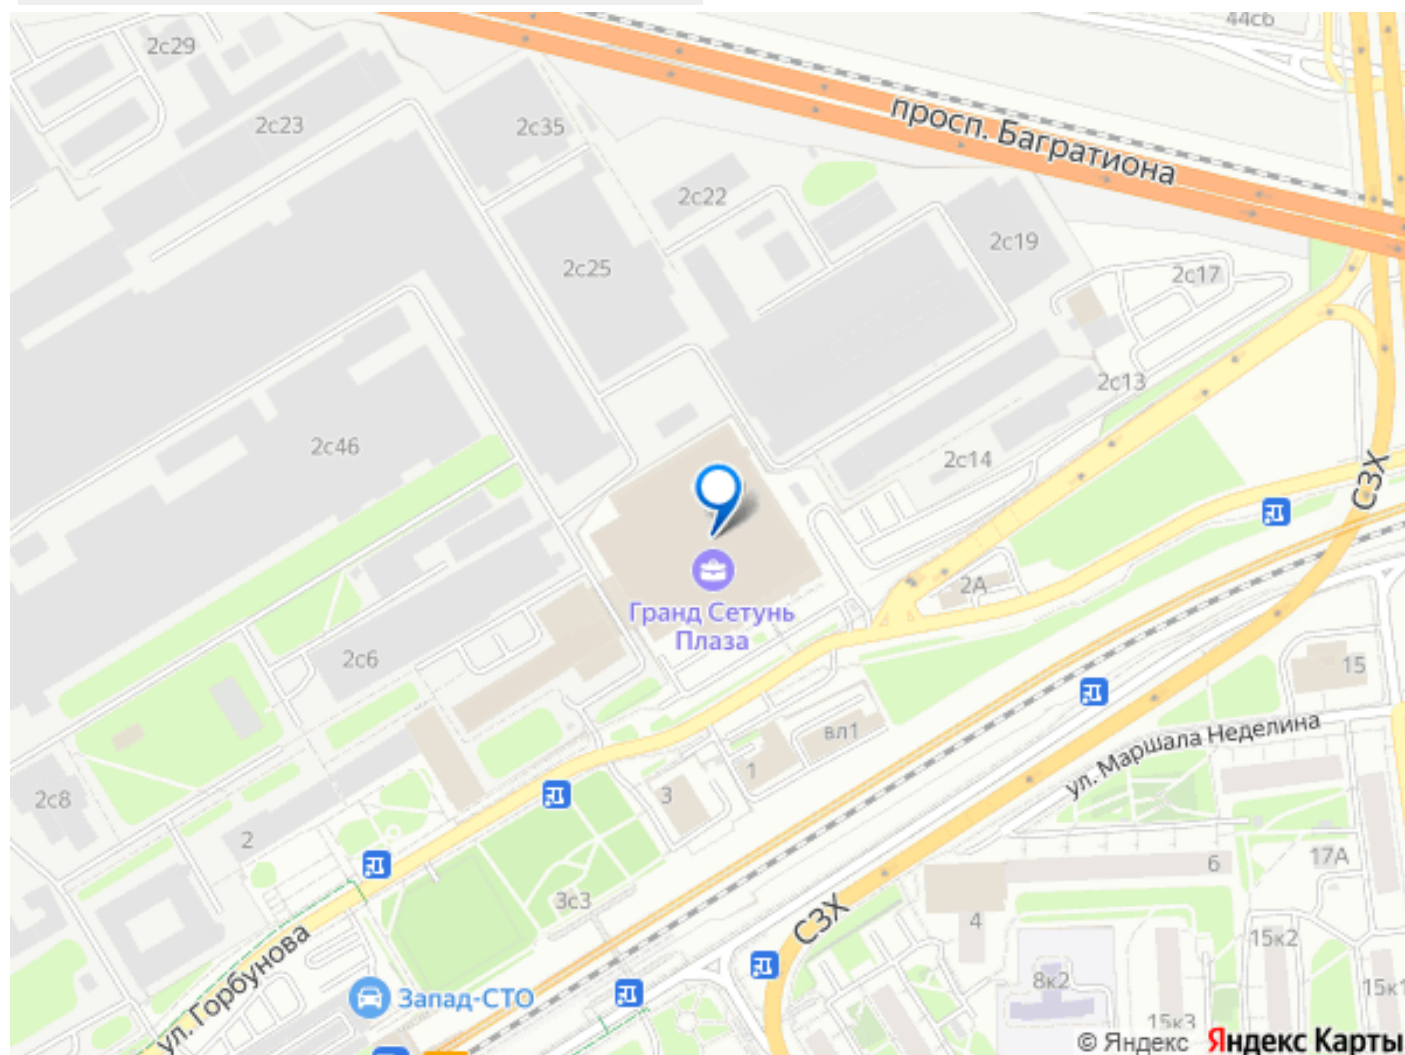 44с6
2с29
2с23
2с35
просп. Багратиона
2с22
2с25
2с19
2с17
2с13
2с46
2с14
СЗХ
2А
Гранд Сетунь
Плаза
2с6
15
вл1
ул. Маршала Неделина
1
3
2с8
2
6
17А
3с3
СЗХ
4
15к2
ул. Горбунова
Запад-СТО
8к2
15к1
15к3
© Яндекс Яндекс Карты